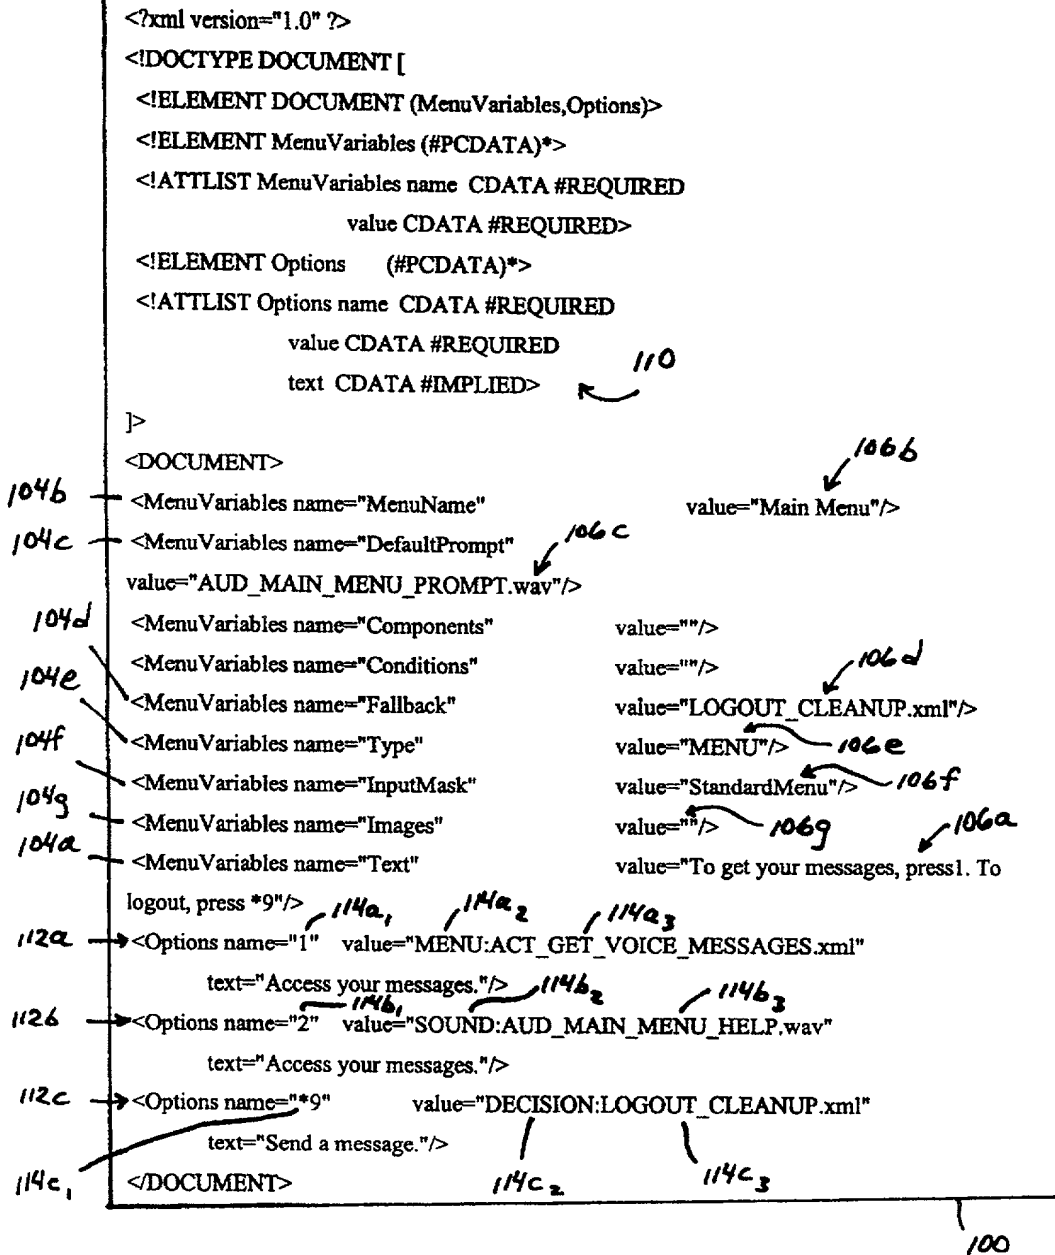 <?xml version="1.0" ?>
<!DOCTYPE DOCUMENT [
<!ELEMENT DOCUMENT (MenuVariables,Options)>
<!ELEMENT MenuVariables (#PCDATA)*>
<!ATTLIST MenuVariables name CDATA #REQUIRED
value CDATA #REQUIRED>
<!ELEMENT Options (#PCDATA)*>
<!ATTLIST Options name CDATA #REQUIRED
value CDATA #REQUIRED
110
text CDATA #IMPLIED>
]>
<DOCUMENT>
106b
104b <MenuVariables name="MenuName" value="Main Menu"/>
104c <MenuVariables name="DefaultPrompt" 106c
value="AUD_MAIN_MENU_PROMPT.wav"/>
104d <MenuVariables name="Components" value=""/>
104e <MenuVariables name="Conditions" value=""/> 106d
<MenuVariables name="Fallback" value="LOGOUT_CLEANUP.xml"/>
104f <MenuVariables name="Type" value="MENU"/> 106e
<MenuVariables name="InputMask" value="StandardMenu"/> 106f
104g <MenuVariables name="Images" value=""/> 106g 106a
104a <MenuVariables name="Text" value="To get your messages, press1. To
logout, press *9"/> 114a1 114a2 114a3
112a <Options name="1" value="MENU:ACT_GET_VOICE_MESSAGES.xml"
text="Access your messages."/> 114b1 114b2 114b3
112b <Options name="2" value="SOUND:AUD_MAIN_MENU_HELP.wav"
text="Access your messages."/>
112c <Options name="*9" value="DECISION:LOGOUT_CLEANUP.xml"
text="Send a message."/>
114c1 </DOCUMENT> 114c2 114c3
100